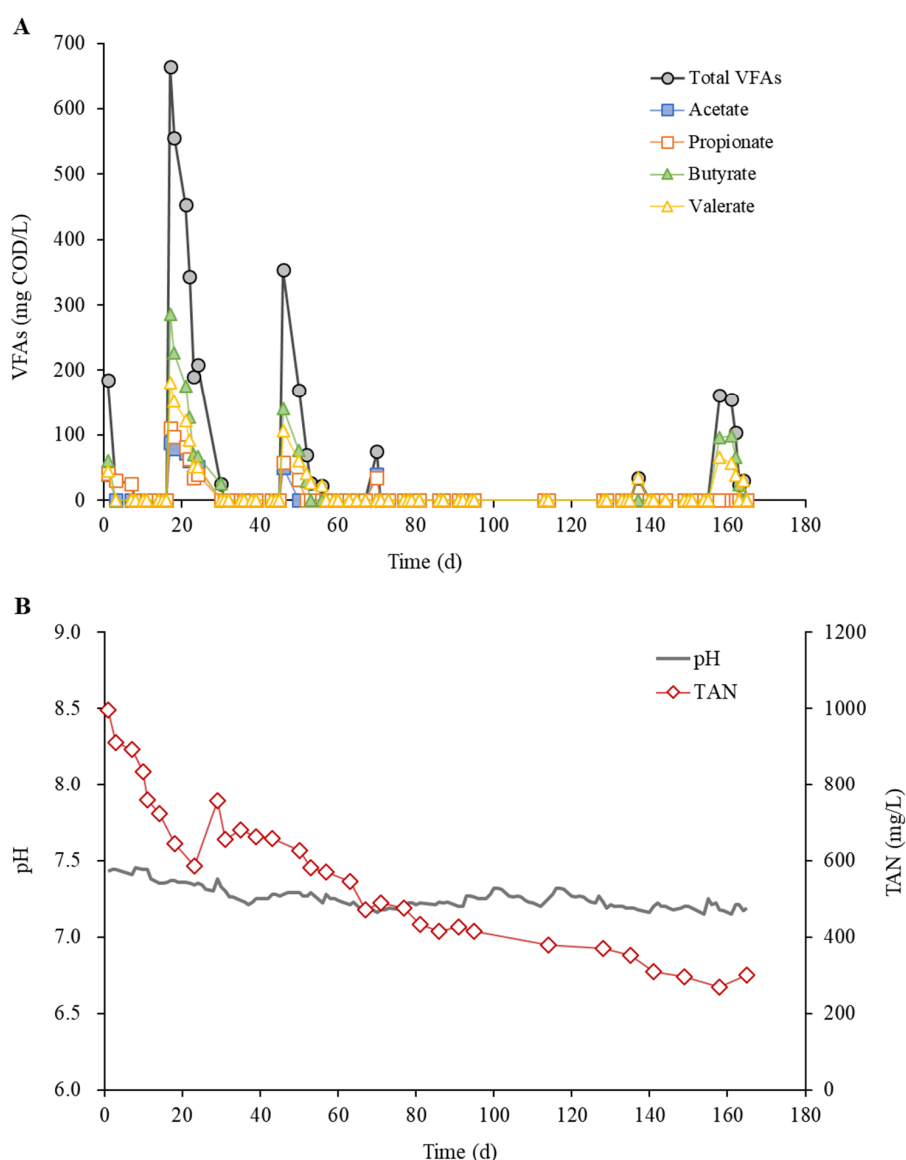 A
700
600
500
400
300
200
100
0
VFAs (mg COD/L)
Total VFAs
Acetate
Propionate
Butyrate
Valerate
0 20 40 60 80 100 120 140 160 180
Time (d)
B
9.0
8.5
8.0
7.5
7.0
6.5
6.0
pH
pH
TAN
1200
1000
800
600
400
200
0
TAN (mg/L)
0 20 40 60 80 100 120 140 160 180
Time (d)